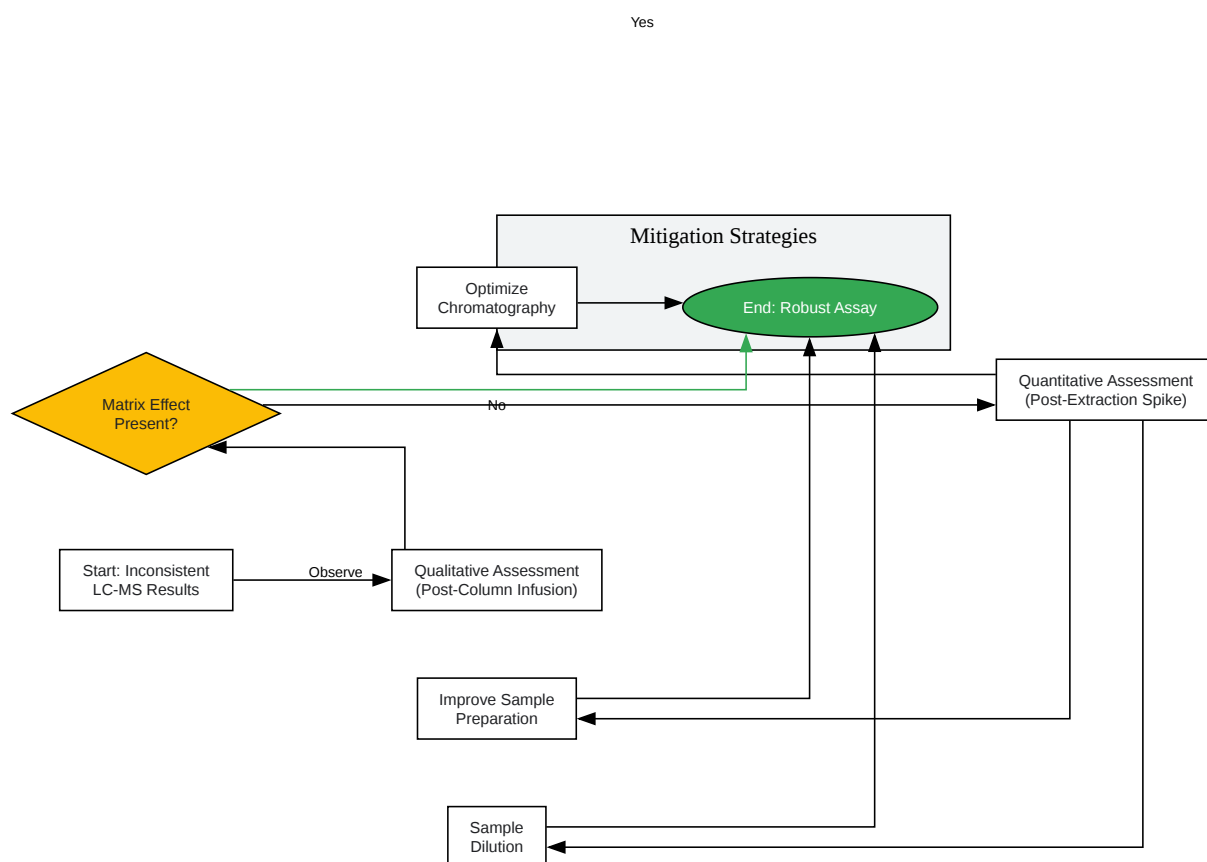 Yes
Mitigation Strategies
Optimize
Chromatography
End: Robust Assay
Matrix Effect
Present?
No
Quantitative Assessment
(Post-Extraction Spike)
Start: Inconsistent
LC-MS Results
Observe
Qualitative Assessment
(Post-Column Infusion)
Improve Sample
Preparation
Sample
Dilution